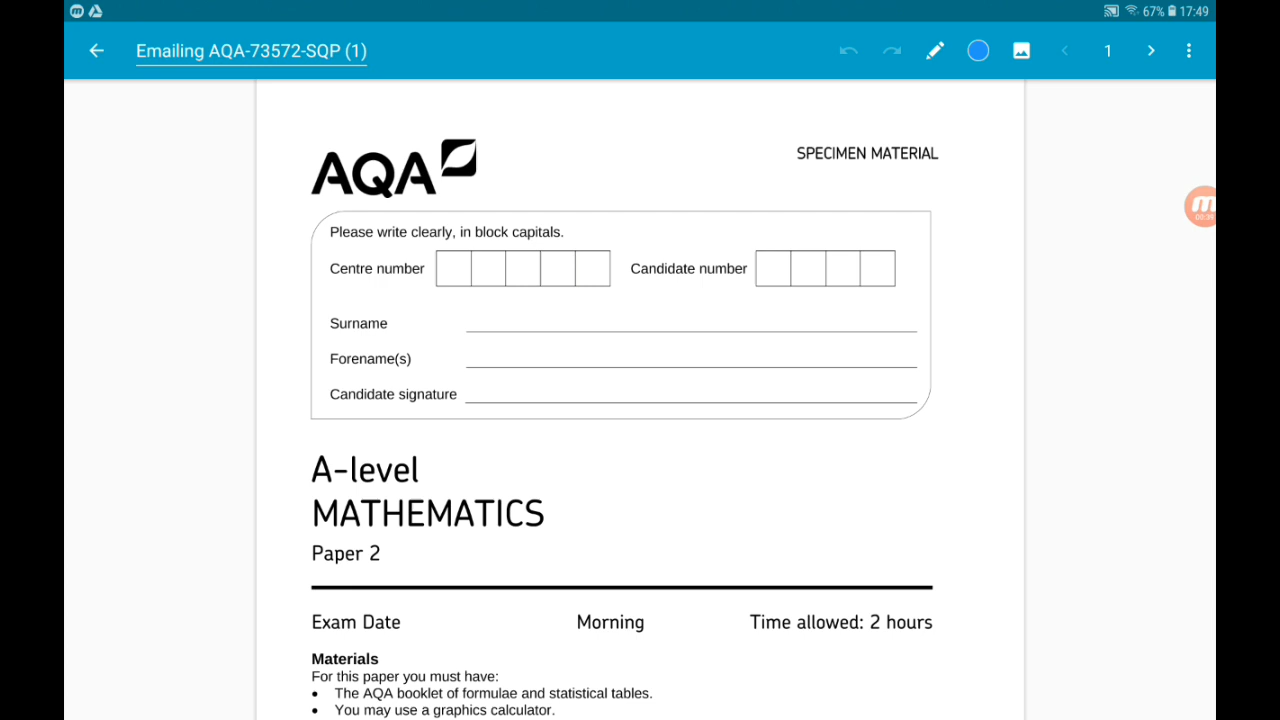 67% 17:49
Emailing AQA-73572-SQP (1)
1
AQA
SPECIMEN MATERIAL
Please write clearly, in block capitals.
Centre number Candidate number
Surname
Forename(s)
Candidate signature
A-level
MATHEMATICS
Paper 2
Exam Date Morning Time allowed: 2 hours
Materials
For this paper you must have:
• The AQA booklet of formulae and statistical tables.
• You may use a graphics calculator.